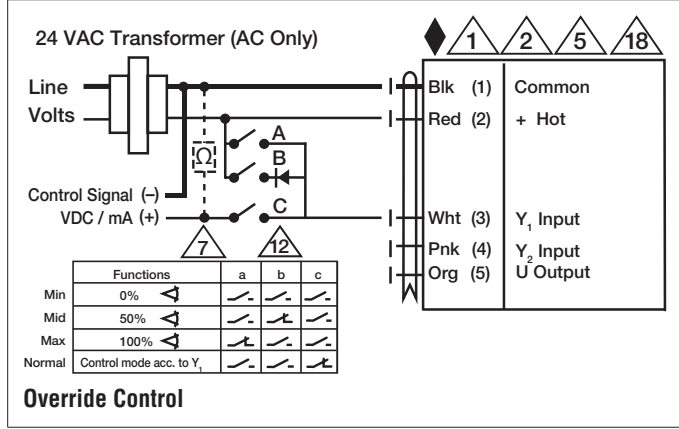 24 VAC Transformer (AC Only)
1 2 5 18
Line
Volts
Blk (1) Common
Red (2) + Hot
A
Ω
B
Control Signal (–)
VDC / mA (+)
C
Wht (3) Y1 Input
Pnk (4) Y2 Input
Org (5) U Output
7 12
Functions a b c
Min 0%
Mid 50%
Max 100%
Normal Control mode acc. to Y1
Override Control